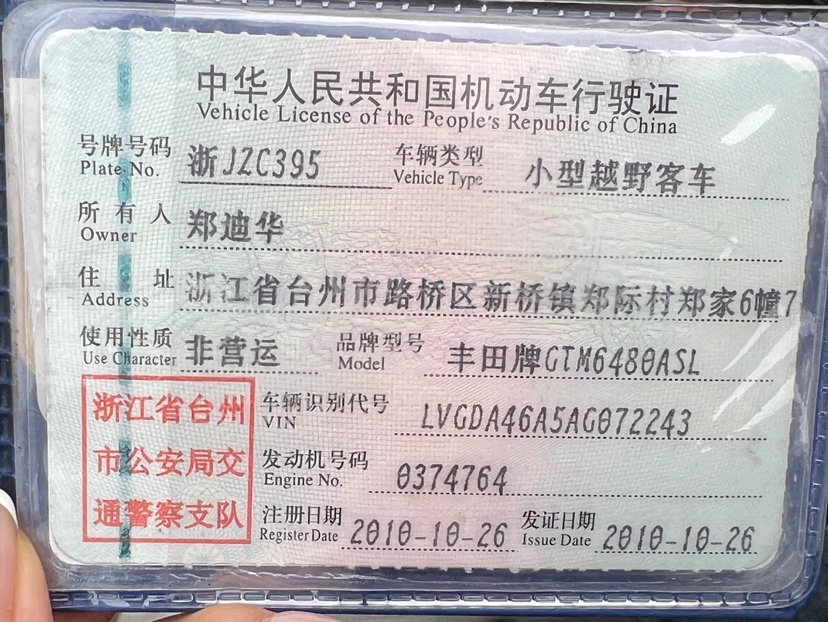 中华人民共和国机动车行驶证
Vehicle License of the People's Republic of China
号牌号码 浙JZC395 车辆类型 小型越野客车
Plate No. Vehicle Type
所有人 郑迪华
Owner
住址 浙江省台州市路桥区新桥镇郑际村郑家6幢7
Address
使用性质 非营运 品牌型号 丰田牌GTM6480ASL
Use Character Model
浙江省台州 车辆识别代号 LVGDA46A5AG072243
VIN
市公安局交 发动机号码 0374764
Engine No.
通警察支队 注册日期 2010-10-26 发证日期 2010-10-26
Register Date Issue Date